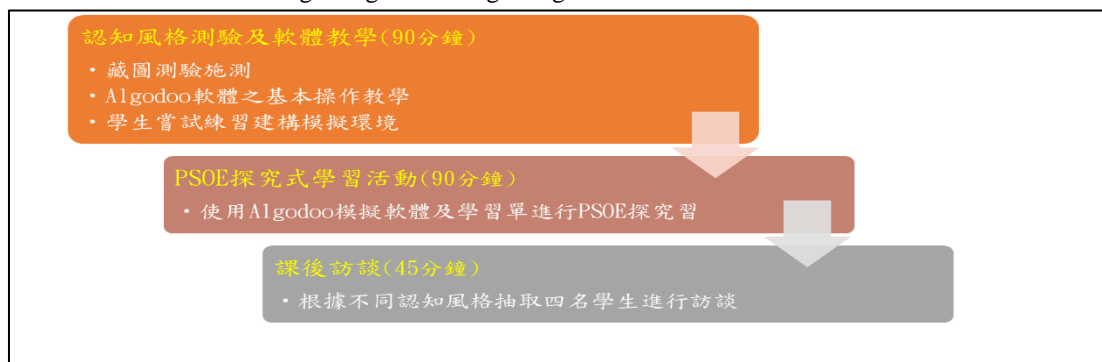 認知風格測驗及軟體教學(90分鐘)
・藏圖測驗施測
・Algodoo軟體之基本操作教學
・學生嘗試練習建構模擬環境
PSOE探究式學習活動(90分鐘)
・使用Algodoo模擬軟體及學習單進行PSOE探究習
課後訪談(45分鐘)
・根據不同認知風格抽取四名學生進行訪談